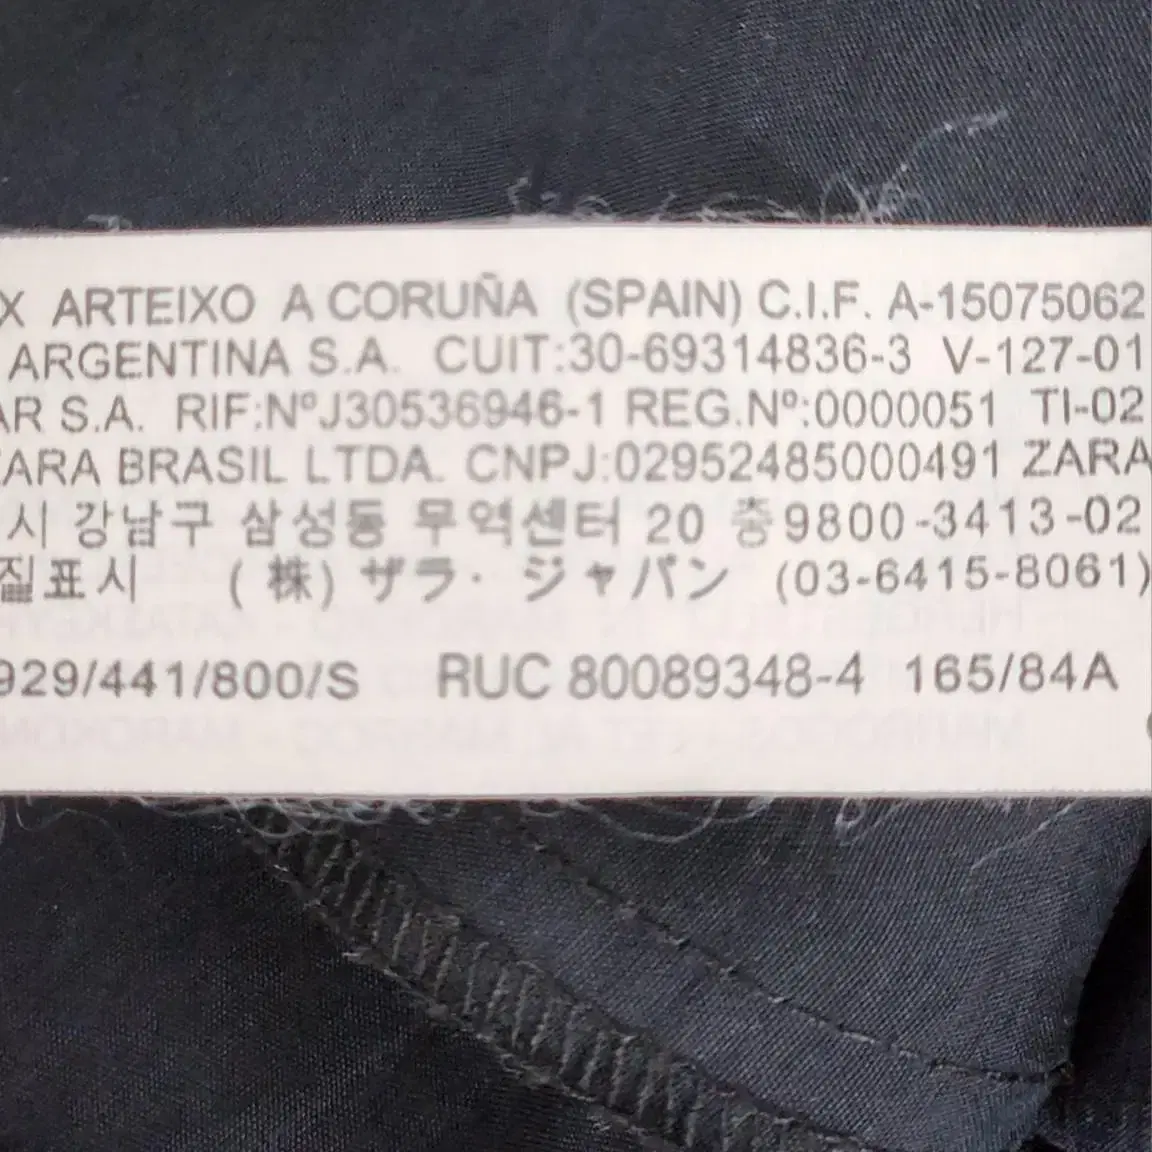 X ARTEIXO A CORUÑA (SPAIN) C.I.F. A-15075062
ARGENTINA S.A. CUIT:30-69314836-3 V-127-01
AR S.A. RIF:NºJ30536946-1 REG.Nº:0000051 TI-02
ZARA BRASIL LTDA. CNPJ:02952485000491 ZARA
시 강남구 삼성동 무역센터 20 층9800-3413-02
질표시 (株) ザラ・ジャパン (03-6415-8061)
929/441/800/S RUC 80089348-4 165/84A